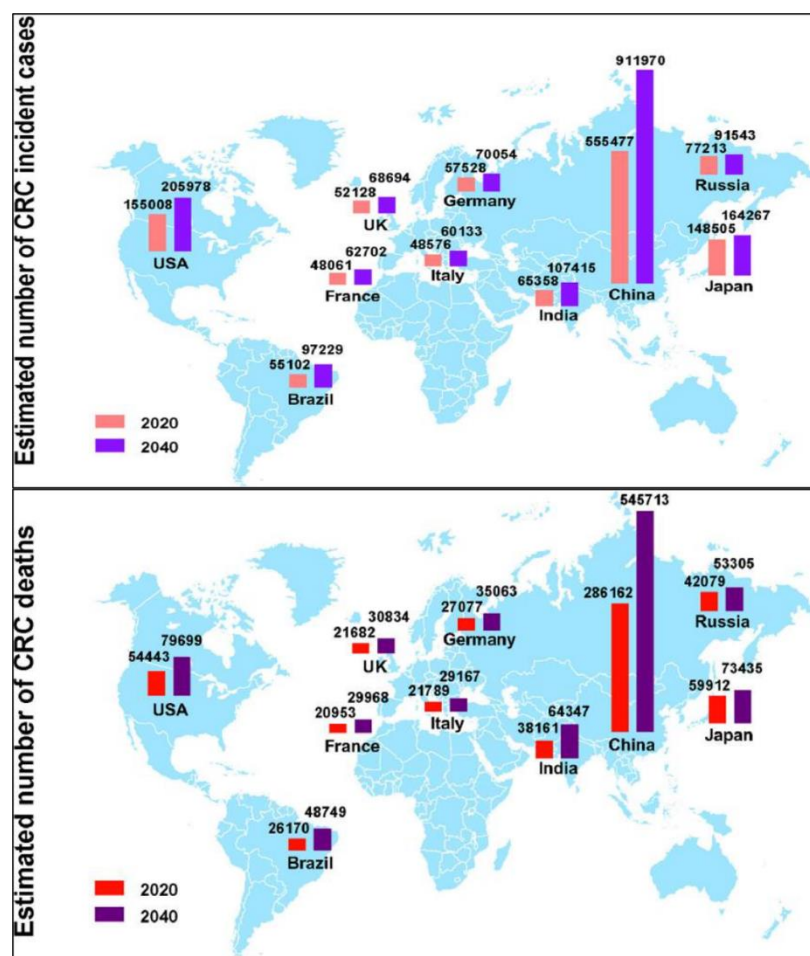 Estimated number of CRC incident cases
911970
555477
91543
77213
Russia
70054
57528
Germany
68694
52128
UK
205978
155008
USA
164267
148505
Japan
60133
48576
Italy
62702
48061
France
107415
65358
India
China
97229
55102
Brazil
2020
2040
Estimated number of CRC deaths
545713
286162
53305
42079
Russia
35063
27077
Germany
30834
21682
UK
79699
54443
USA
73435
59912
Japan
29167
21789
Italy
29968
20953
France
64347
38161
India
China
48749
26170
Brazil
2020
2040